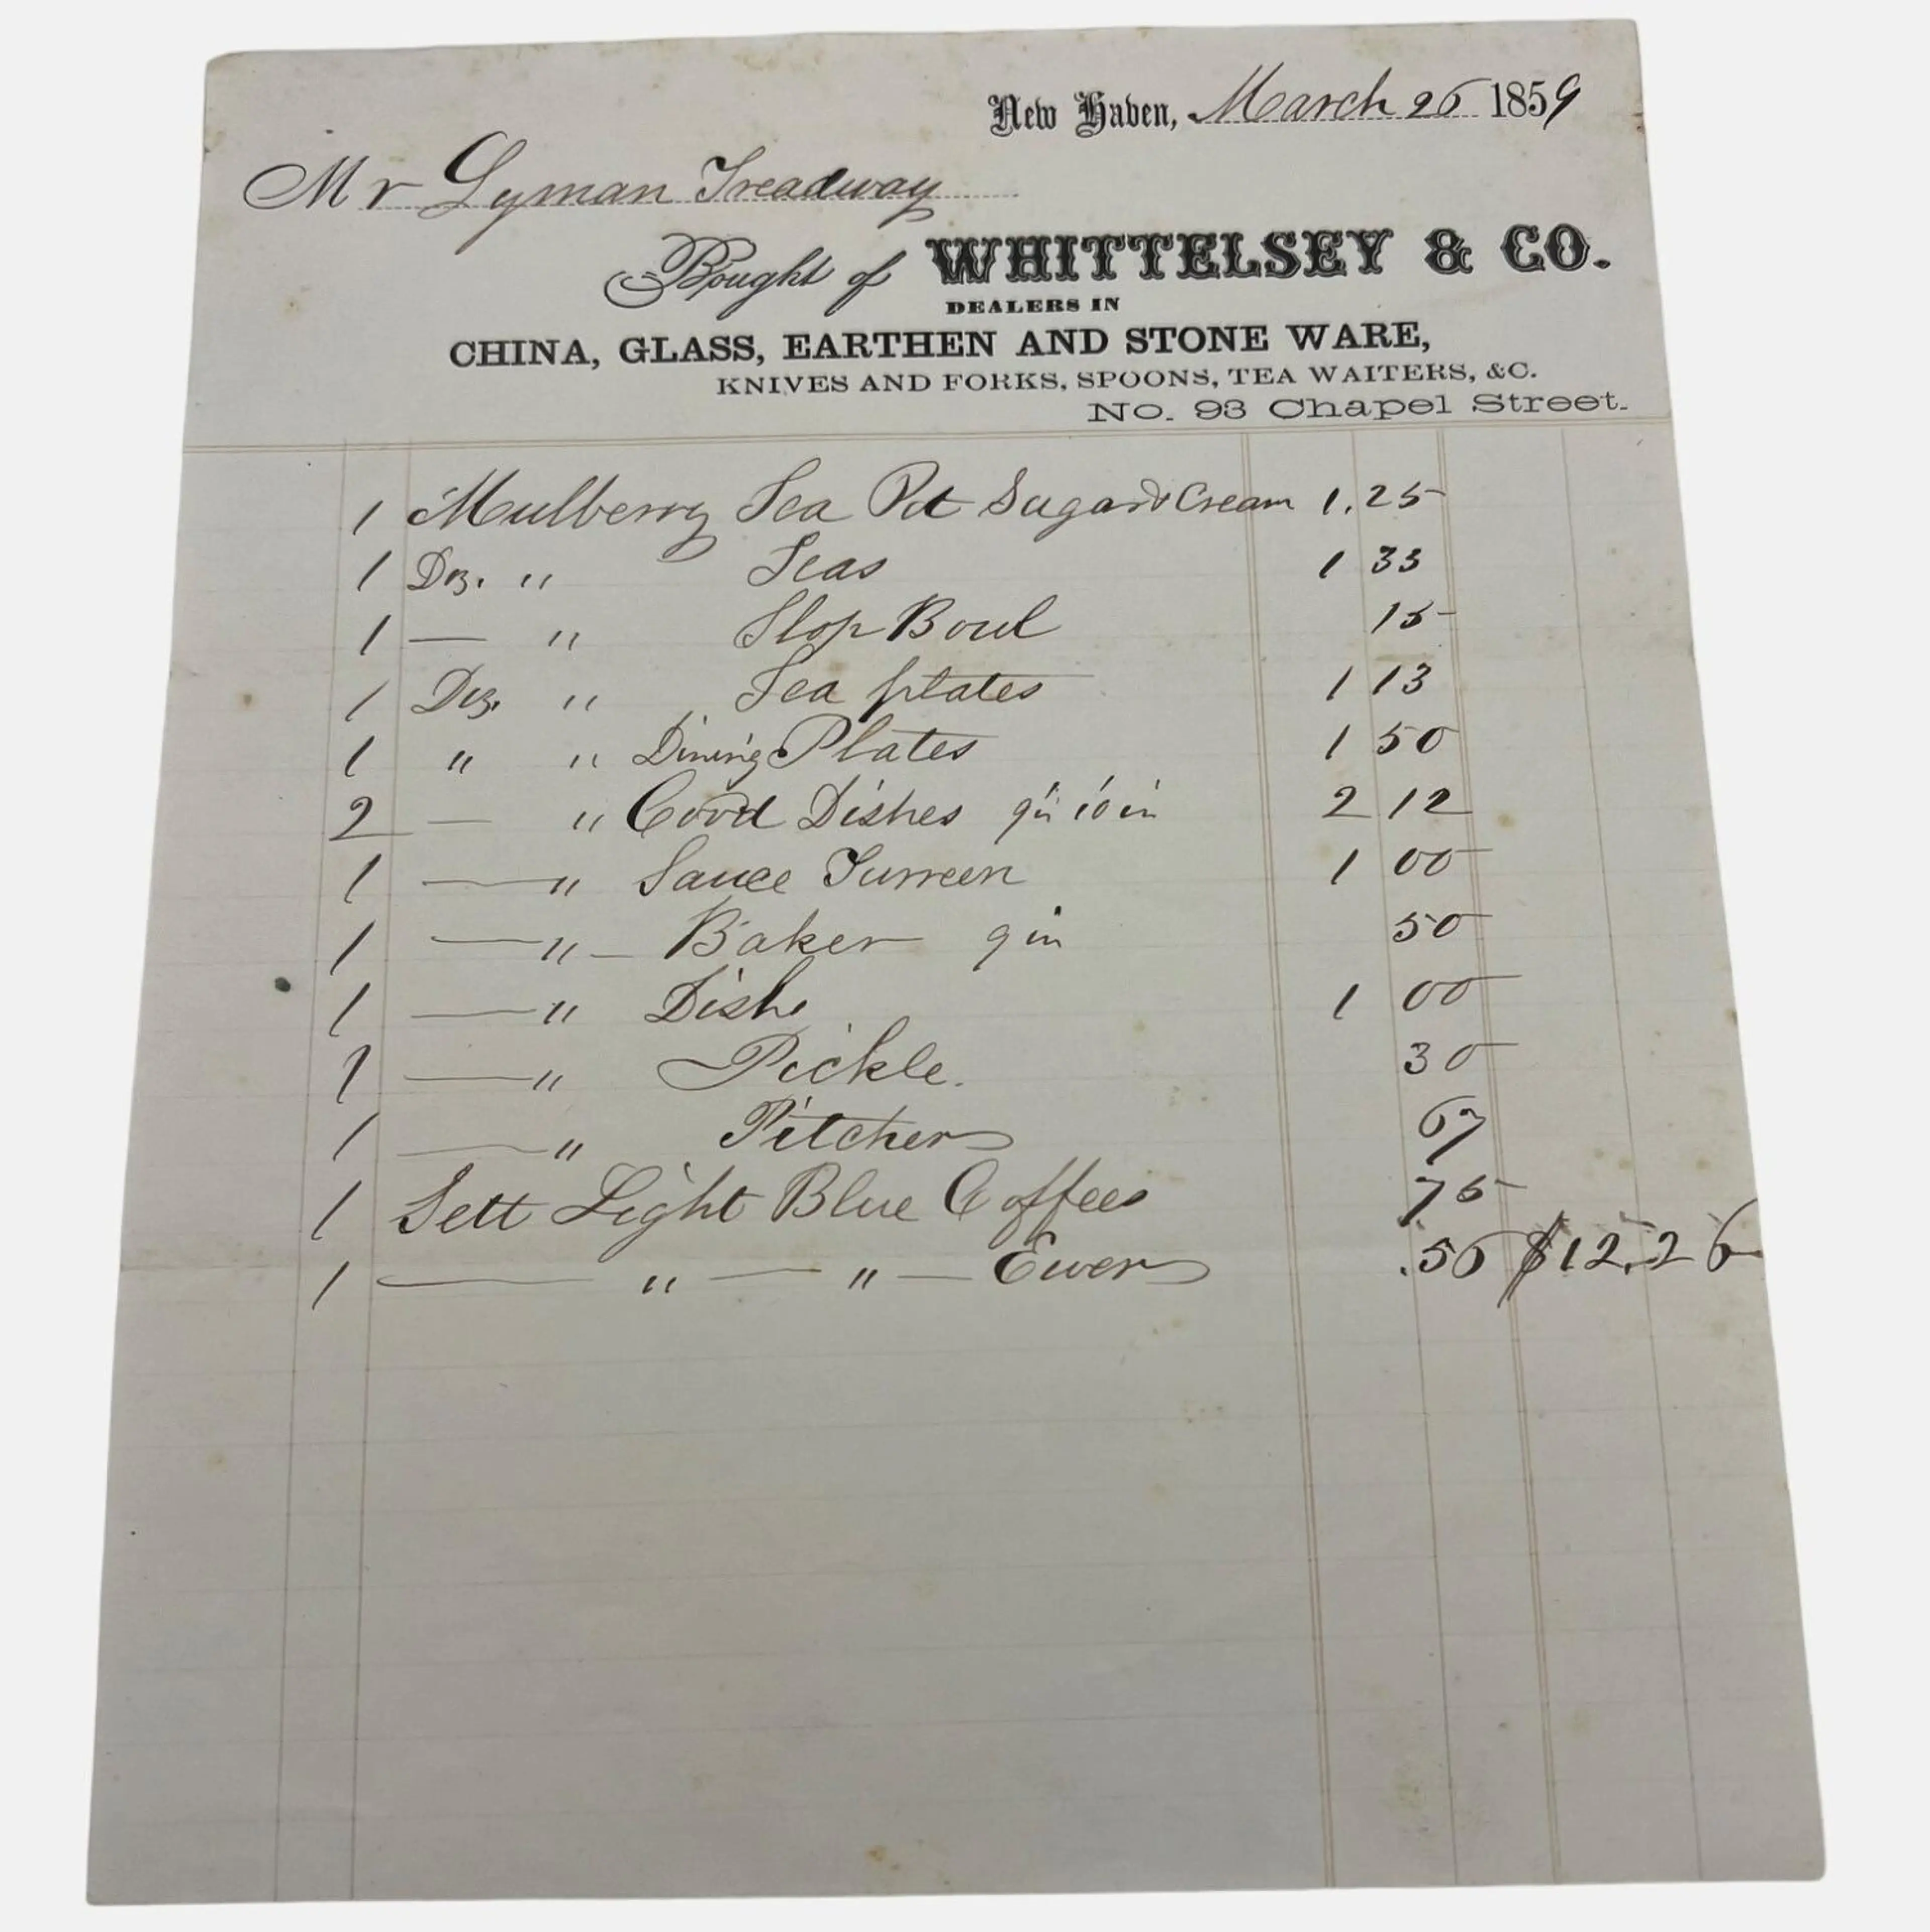 New Haven, March 26 1859
Mr Lyman Treadway
Bought of WHITTELSEY & CO.
DEALERS IN
CHINA, GLASS, EARTHEN AND STONE WARE,
KNIVES AND FORKS, SPOONS, TEA WAITERS, &C.
No. 93 Chapel Street.
1 Mulberry Tea Pot Sugar & Cream 1.25
1 Doz. " Teas 1 33
1 — " Slop Bowl 15
1 Doz. " Tea plates 1 13
1 " " Dining Plates 1 50
2 — " Covd Dishes 9in 10in 2 12
1 — " Sauce Turreen 1 00
1 — " — Baker 9in 50
1 — " Dish 1 00
1 — " Pickle. 30
1 — " Pitcher 67
1 Sett Light Blue Coffees 75
1 — " — " — Ewer .56 $12.26